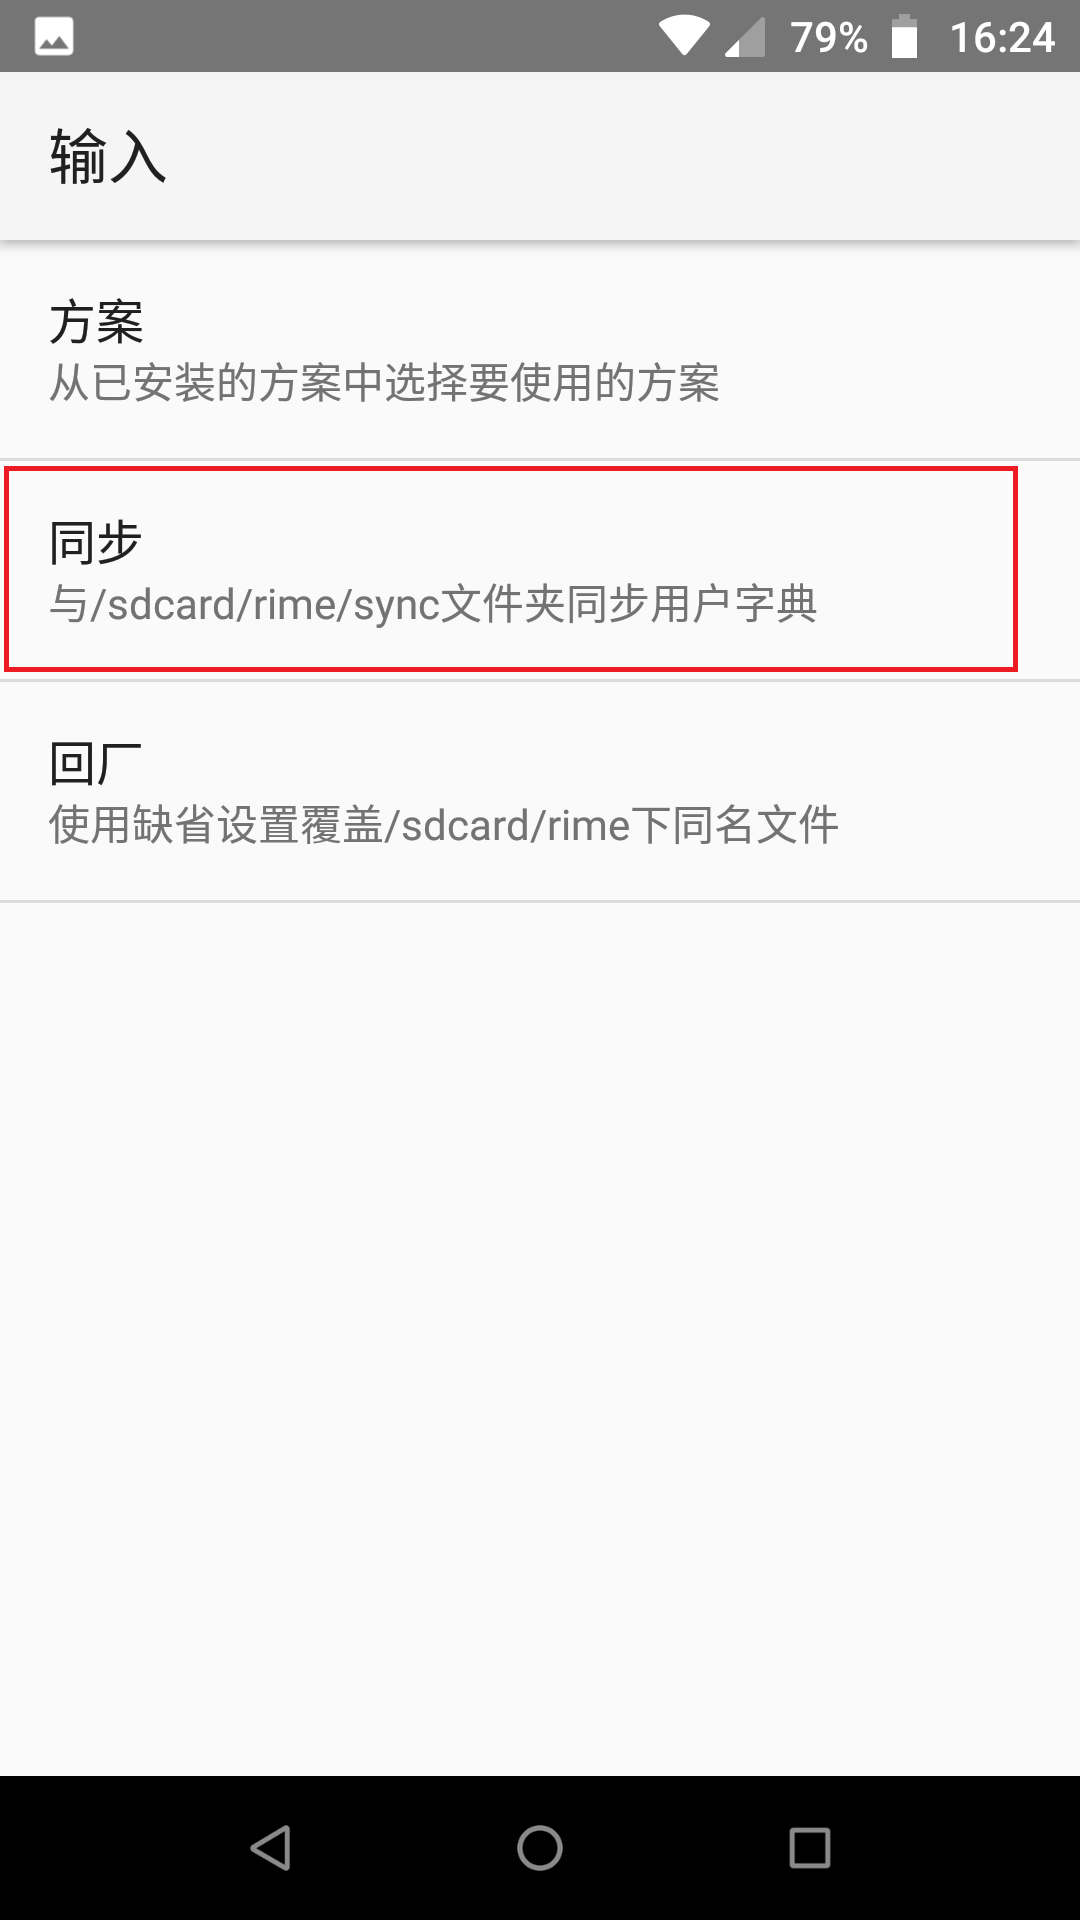 79% 16:24
输入
方案
从已安装的方案中选择要使用的方案
同步
与/sdcard/rime/sync文件夹同步用户字典
回厂
使用缺省设置覆盖/sdcard/rime下同名文件